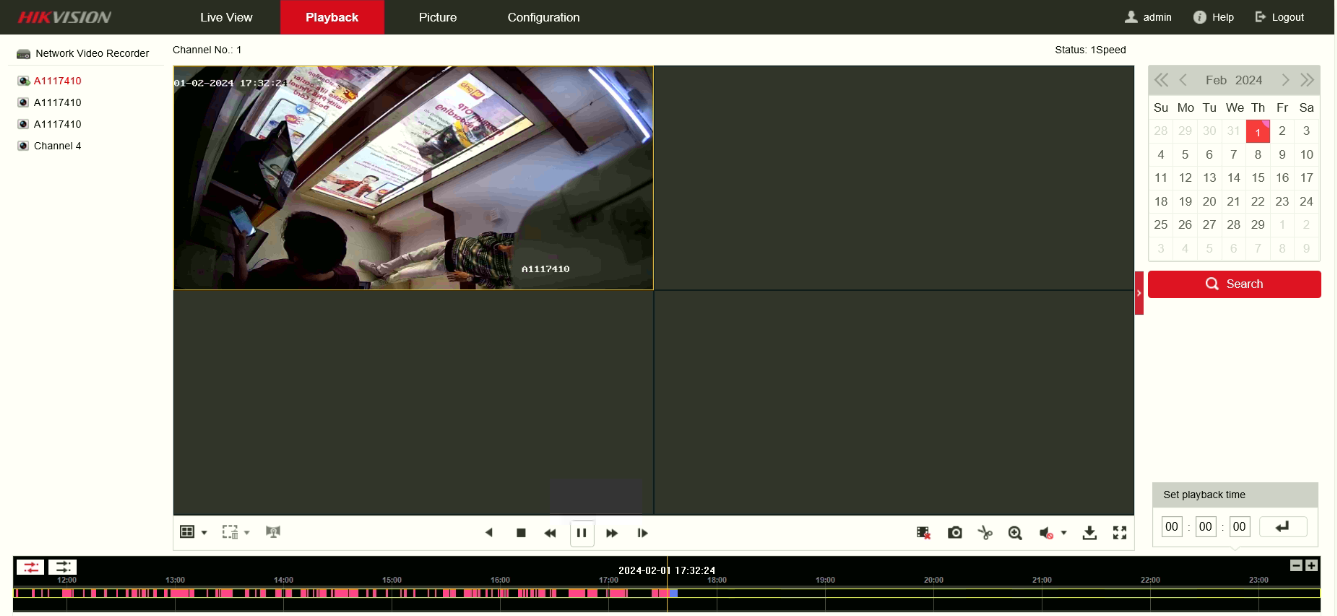 HIKVISION
Live View
Playback
Picture
Configuration
admin
Help
Logout
Network Video Recorder
Channel No.: 1
Status: 1Speed
A1117410
A1117410
A1117410
Channel 4
01-02-2024 17:32:24
A1117410
Feb 2024
Su Mo Tu We Th Fr Sa
28 29 30 31 1 2 3
4 5 6 7 8 9 10
11 12 13 14 15 16 17
18 19 20 21 22 23 24
25 26 27 28 29 1 2
3 4 5 6 7 8 9
Search
Set playback time
00 : 00 : 00
2024-02-01 17:32:24
12:00 13:00 14:00 15:00 16:00 17:00 18:00 19:00 20:00 21:00 22:00 23:00